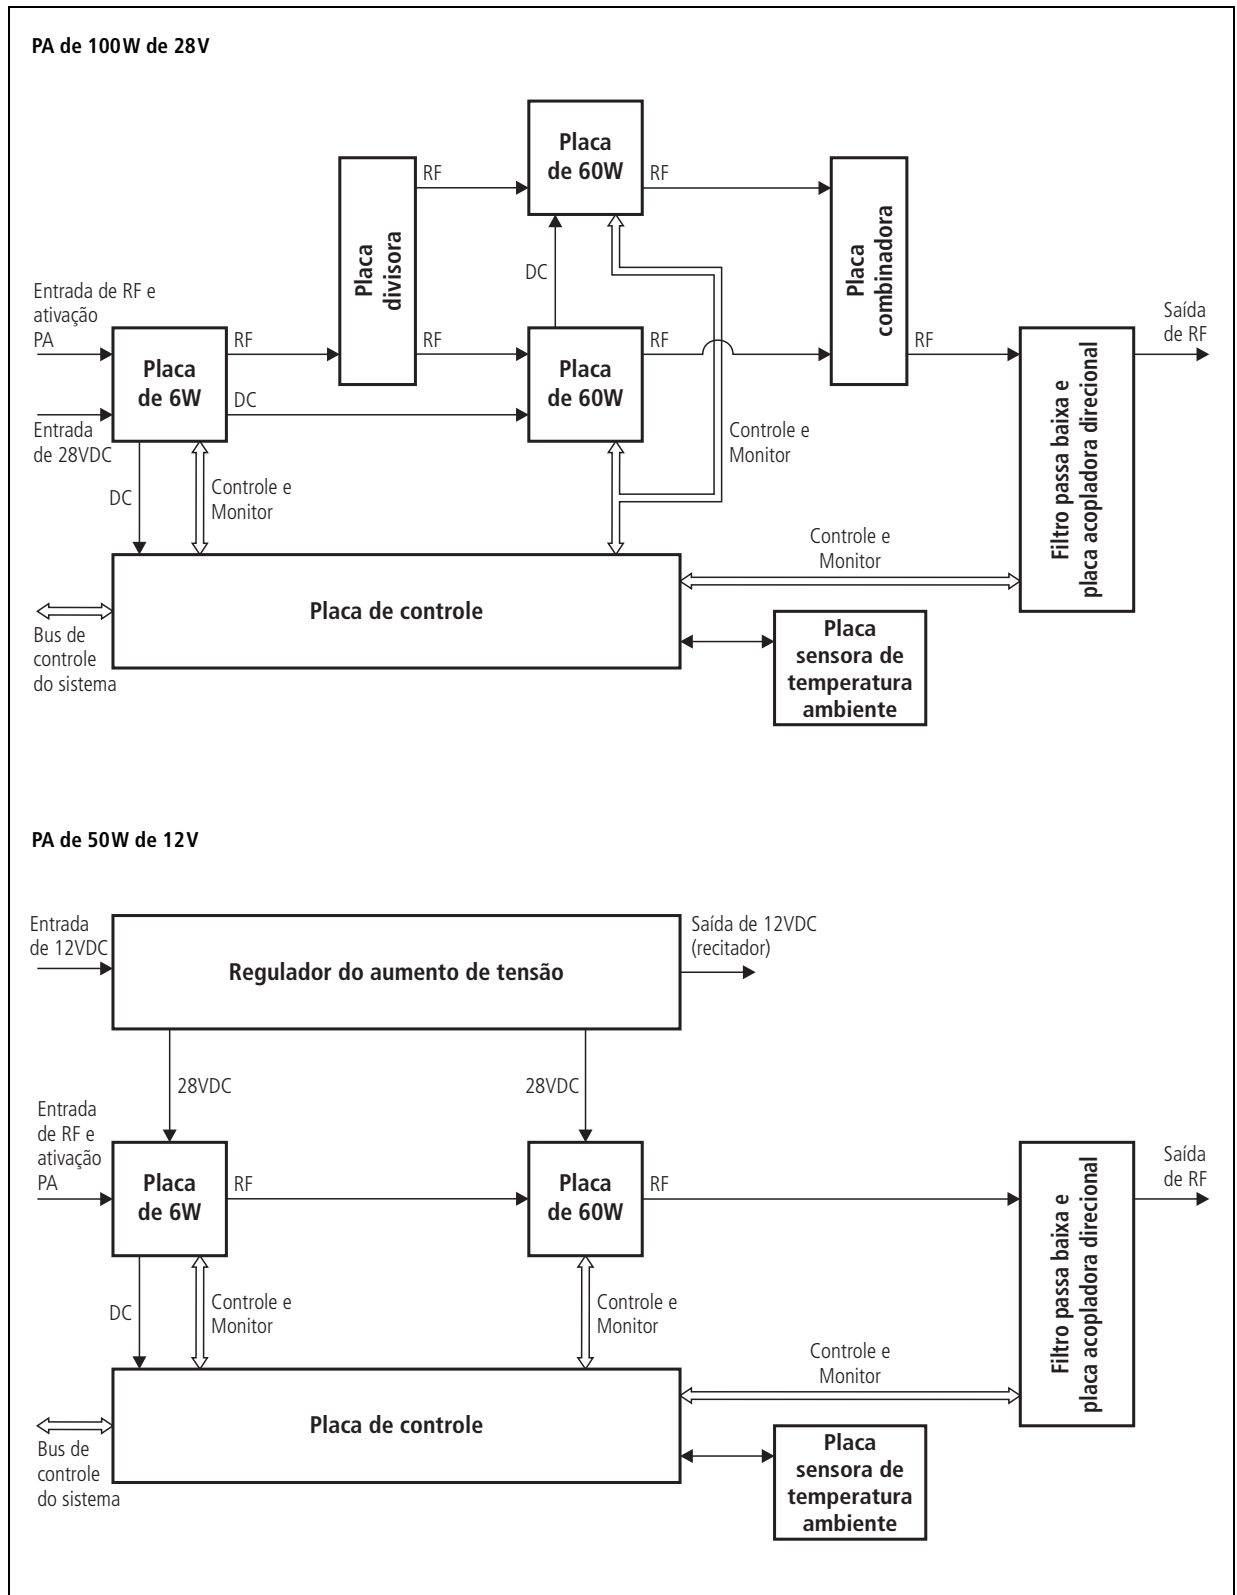 PA de 100W de 28V
Placa
de 60W
RF
RF
Placa
divisora
Placa
combinadora
DC
Entrada de RF e
ativação
PA
RF
RF
RF
RF
Saída
de RF
Placa
de 6W
Placa
de 60W
Filtro passa baixa e
placa acopladora direcional
DC
Entrada
de 28VDC
Controle e
Monitor
DC
Controle e
Monitor
Controle e
Monitor
Placa de controle
Bus de
controle
do sistema
Placa
sensora de
temperatura
ambiente
PA de 50W de 12V
Entrada
de 12VDC
Regulador do aumento de tensão
Saída de 12VDC
(recitador)
28VDC
28VDC
Entrada
de RF e
ativação
PA
Placa
de 6W
RF
Placa
de 60W
RF
Filtro passa baixa e
placa acopladora direcional
Saída
de RF
DC
Controle e
Monitor
Controle e
Monitor
Controle e
Monitor
Placa de controle
Bus de
controle
do sistema
Placa
sensora de
temperatura
ambiente